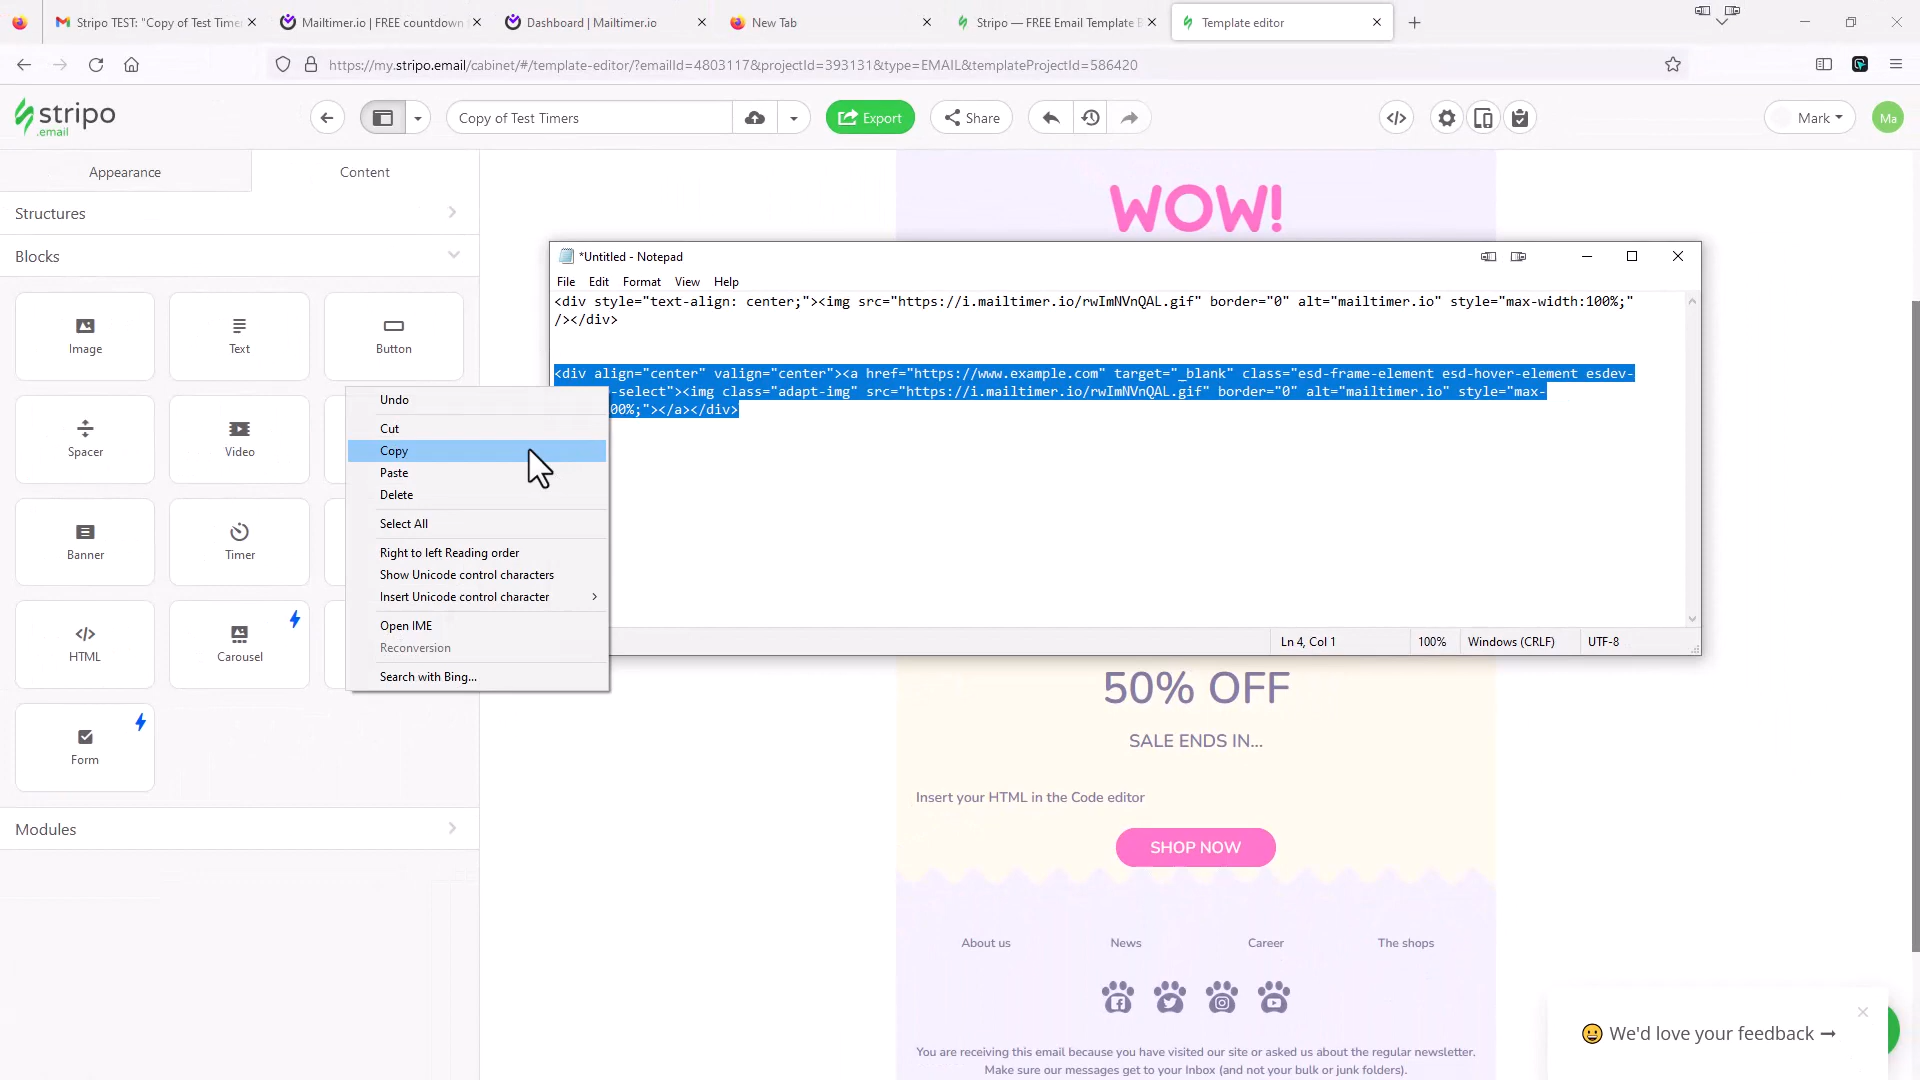 Stripo TEST: "Copy of Test Timer
Mailtimer.io | FREE countdown
Dashboard | Mailtimer.io
New Tab
Stripo — FREE Email Template B
Template editor
https://my.stripo.email/cabinet/#/template-editor/?emailId=4803117&projectId=393131&type=EMAIL&templateProjectId=586420
stripo
.email
Copy of Test Timers
Export
Share
Mark
Ma
Appearance
Content
Structures
Blocks
Image
Text
Button
Spacer
Video
Banner
Timer
HTML
Carousel
Form
Modules
WOW!
*Untitled - Notepad
File Edit Format View Help
<div style="text-align: center;"><img src="https://i.mailtimer.io/rwImNVnQAL.gif" border="0" alt="mailtimer.io" style="max-width:100%;"
/></div>
<div align="center" valign="center"><a href="https://www.example.com" target="_blank" class="esd-frame-element esd-hover-element esdev-
-select"><img class="adapt-img" src="https://i.mailtimer.io/rwImNVnQAL.gif" border="0" alt="mailtimer.io" style="max-
00%;"></a></div>
Undo
Cut
Copy
Paste
Delete
Select All
Right to left Reading order
Show Unicode control characters
Insert Unicode control character
Open IME
Reconversion
Search with Bing...
Ln 4, Col 1
100%
Windows (CRLF)
UTF-8
50% OFF
SALE ENDS IN...
Insert your HTML in the Code editor
SHOP NOW
About us
News
Career
The shops
You are receiving this email because you have visited our site or asked us about the regular newsletter.
Make sure our messages get to your Inbox (and not your bulk or junk folders).
We'd love your feedback →